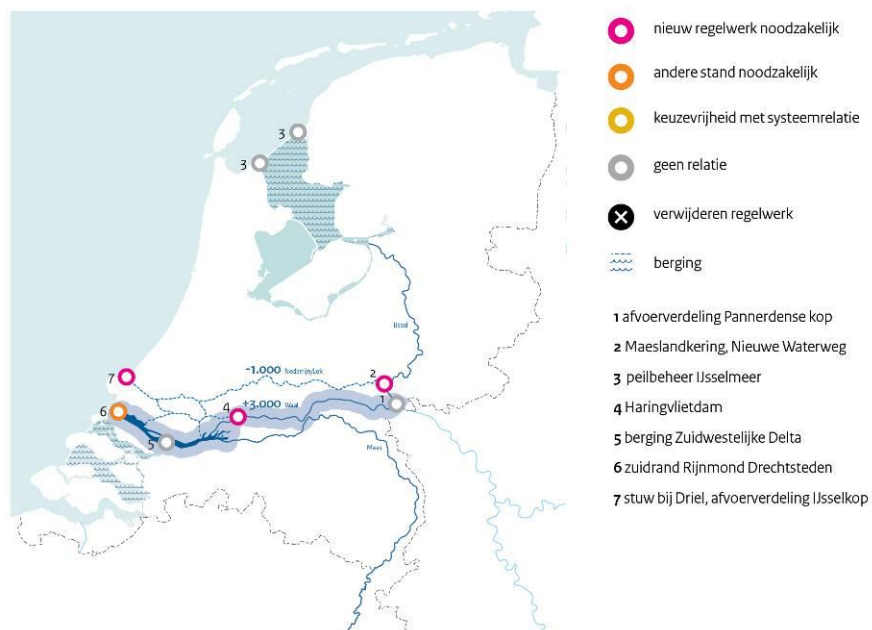 nieuw regelwerk noodzakelijk
andere stand noodzakelijk
keuzevrijheid met systeemrelatie
geen relatie
verwijderen regelwerk
berging
1 afvoerverdeling Pannerdense kop
2 Maeslandkering, Nieuwe Waterweg
3 peilbeheer IJsselmeer
4 Haringvlietdam
5 berging Zuidwestelijke Delta
6 zuidrand Rijnmond Drechtsteden
7 stuw bij Driel, afvoerverdeling IJsselkop
3
3
IJssel
-1.000 Nederrijn/Lek
2
7
+3.000 Waal
1
4
6
5
Maas